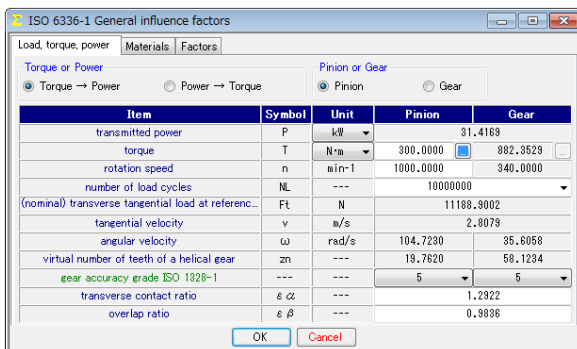 Σ ISO 6336-1 General influence factors
Load, torque, power Materials Factors
Torque or Power Pinion or Gear
Torque → Power Power → Torque Pinion Gear
Item Symbol Unit Pinion Gear
transmitted power P kW 31.4169
torque T N·m 300.0000 ... 882.3529 ...
rotation speed n min-1 1000.0000 340.0000
number of load cycles NL --- 10000000
(nominal) transverse tangential load at referenc... Ft N 11188.9002
tangential velocity v m/s 2.8079
angular velocity ω rad/s 104.7230 35.6058
virtual number of teeth of a helical gear zn --- 19.7620 58.1234
gear accuracy grade ISO 1328-1 --- --- 5 5
transverse contact ratio ε α --- 1.2922
overlap ratio ε β --- 0.9836
OK Cancel